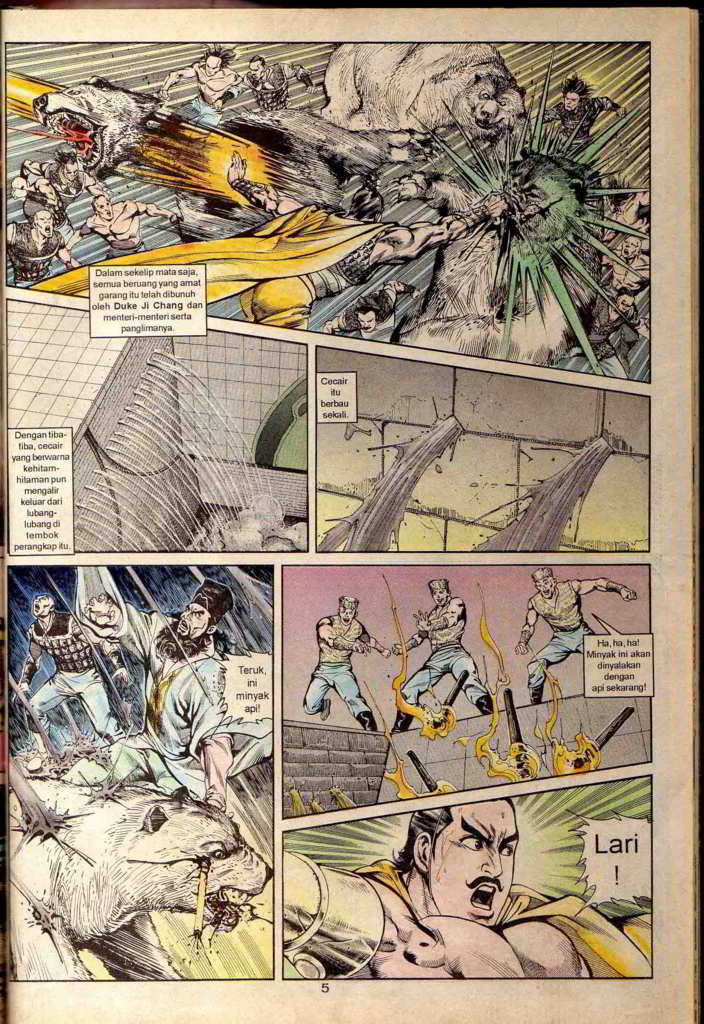 Dalam sekelip mata saja,
semua beruang yang amat
garang itu telah dibunuh
oleh Duke Ji Chang dan
menteri-menteri serta
panglimanya.
Dengan tiba-
tiba, cecair
yang berwarna
kehitam-
hitaman pun
mengalir
keluar dari
lubang-
lubang di
tembok
perangkap itu.
Cecair
itu
berbau
sekali.
Teruk,
ini
minyak
api!
Ha, ha, ha!
Minyak ini akan
dinyalakan
dengan
api sekarang!
Lari
!
5